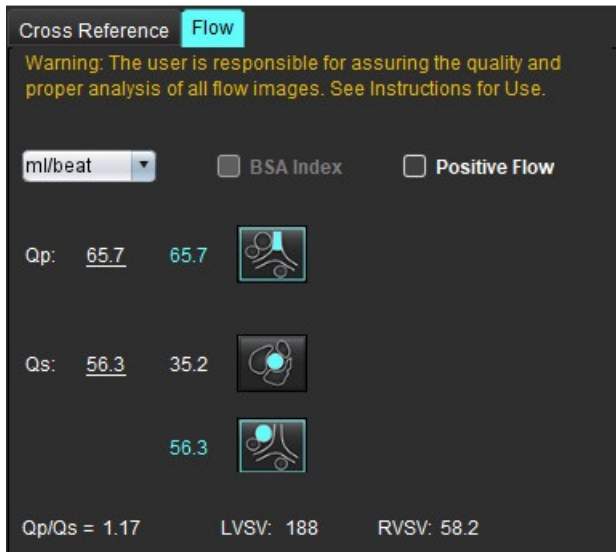 Cross Reference Flow
Warning: The user is responsible for assuring the quality and
proper analysis of all flow images. See Instructions for Use.
ml/beat BSA Index Positive Flow
Qp: 65.7 65.7
Qs: 56.3 35.2
56.3
Qp/Qs = 1.17 LVSV: 188 RVSV: 58.2